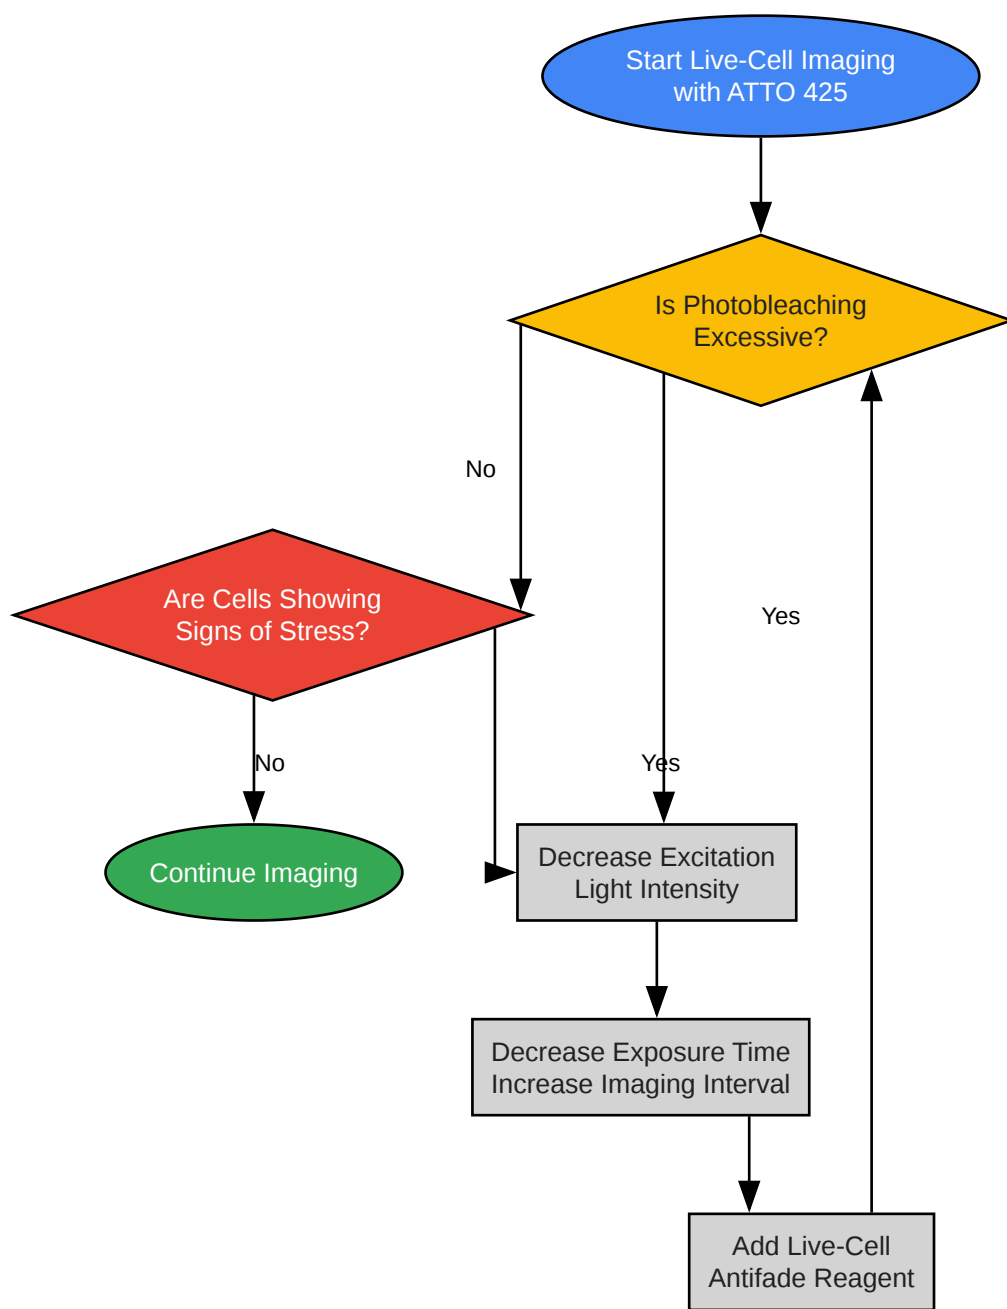 Start Live-Cell Imaging
with ATTO 425
Is Photobleaching
Excessive?
No
Are Cells Showing
Signs of Stress?
Yes
No
Yes
Continue Imaging
Decrease Excitation
Light Intensity
Decrease Exposure Time
Increase Imaging Interval
Add Live-Cell
Antifade Reagent